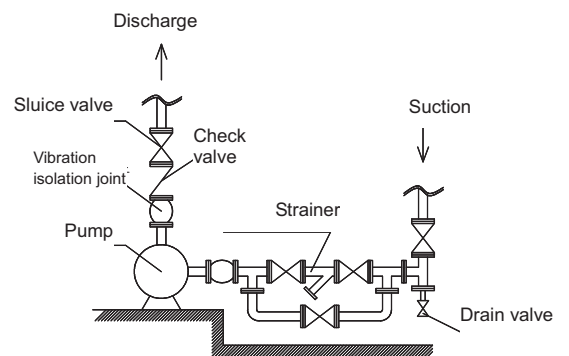 Discharge
Sluice valve
Suction
Check
valve
Vibration
isolation joint
Strainer
Pump
Drain valve